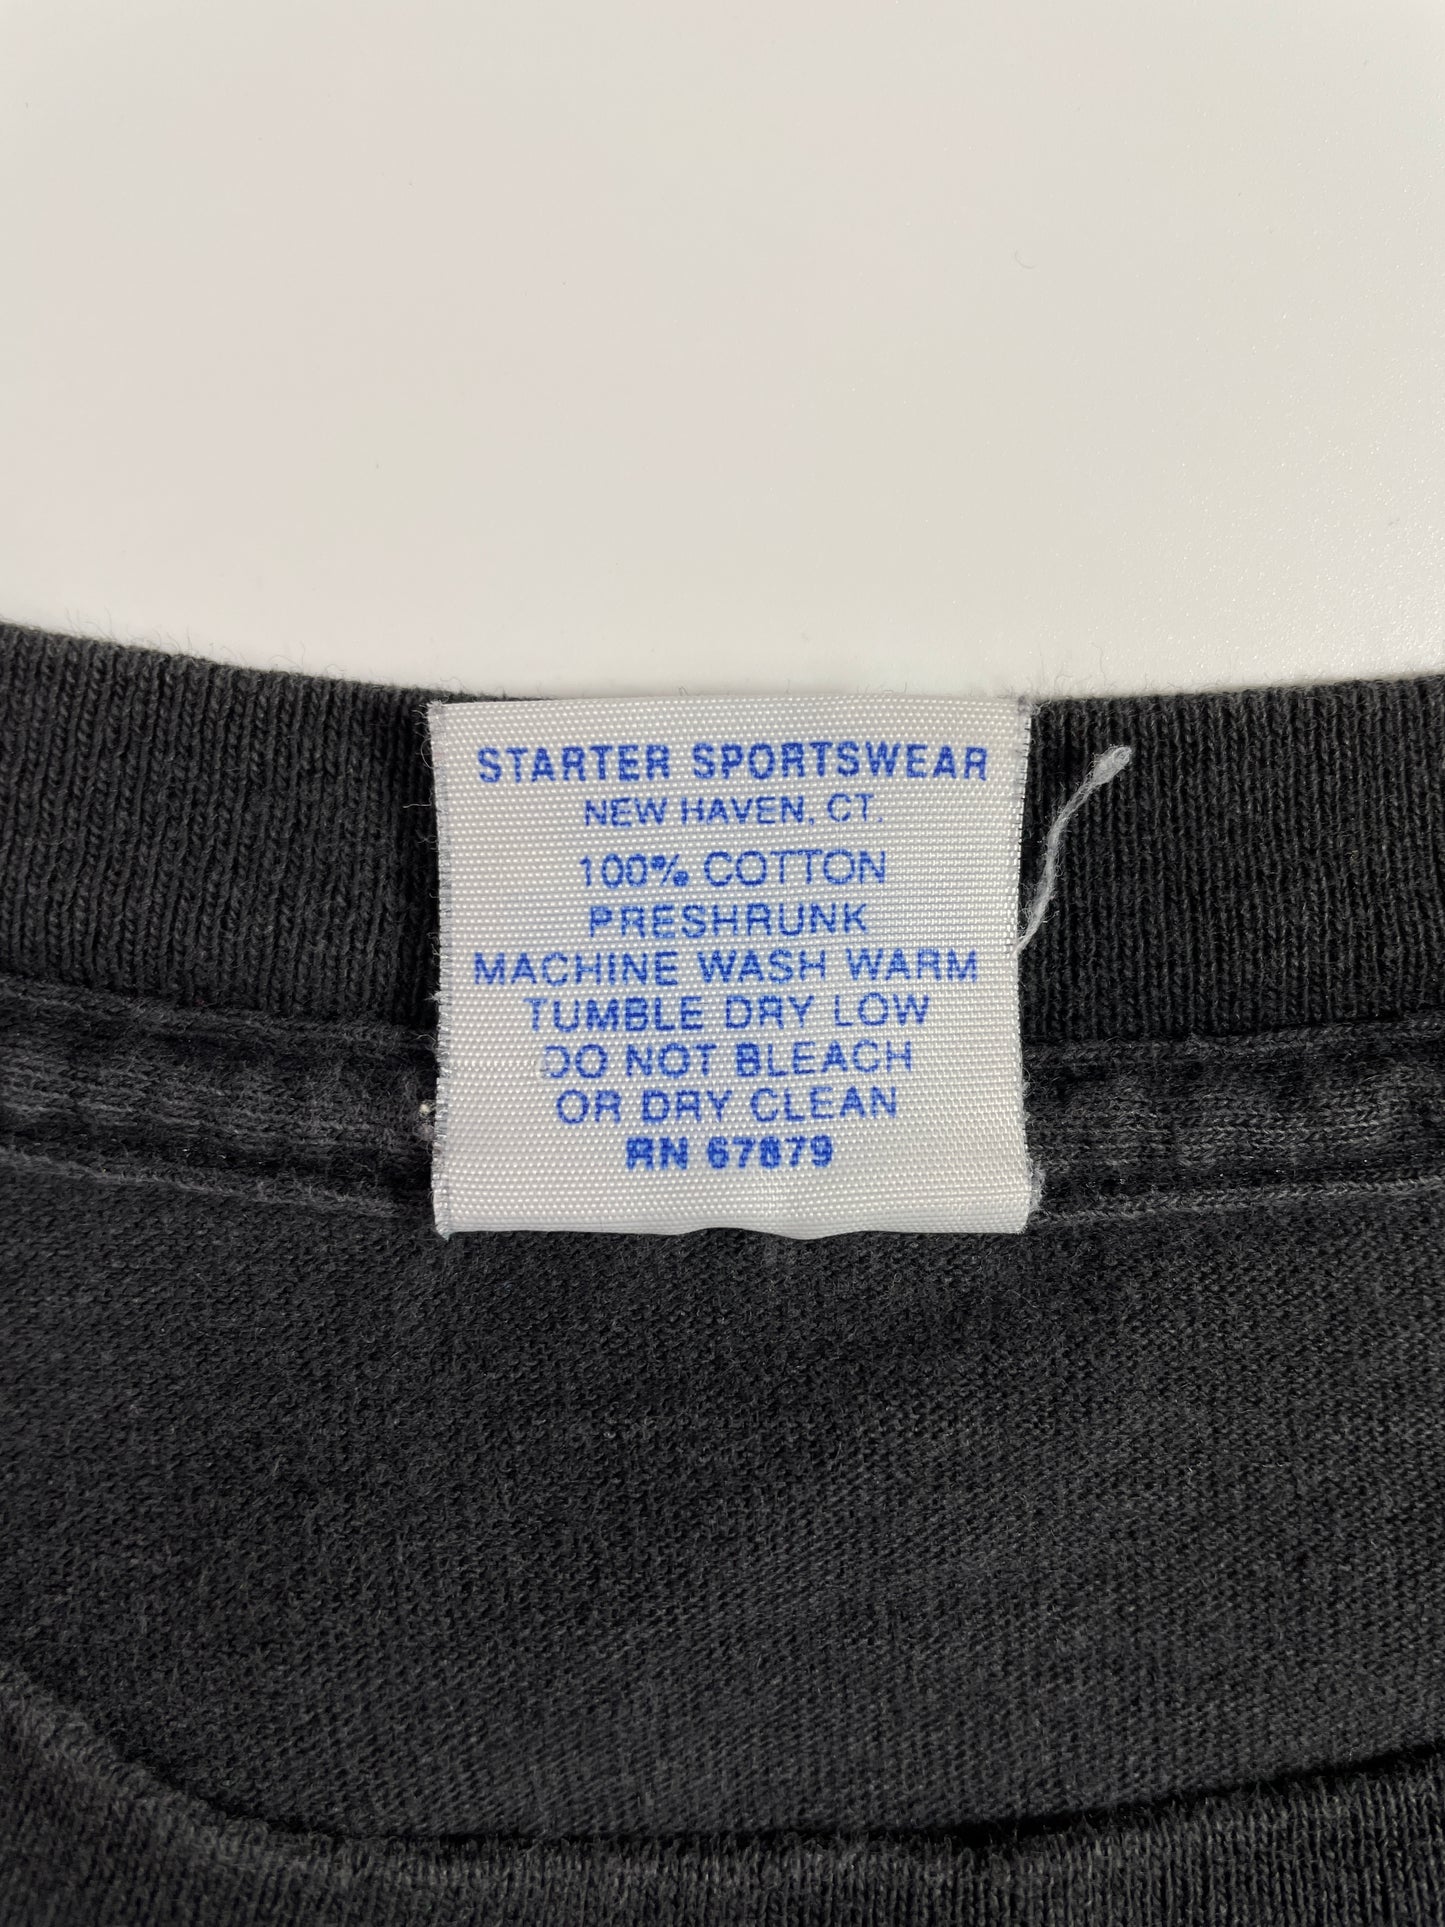 STARTER SPORTSWEAR
NEW HAVEN, CT.
100% COTTON
PRESHRUNK
MACHINE WASH WARM
TUMBLE DRY LOW
DO NOT BLEACH
OR DRY CLEAN
RN 67879